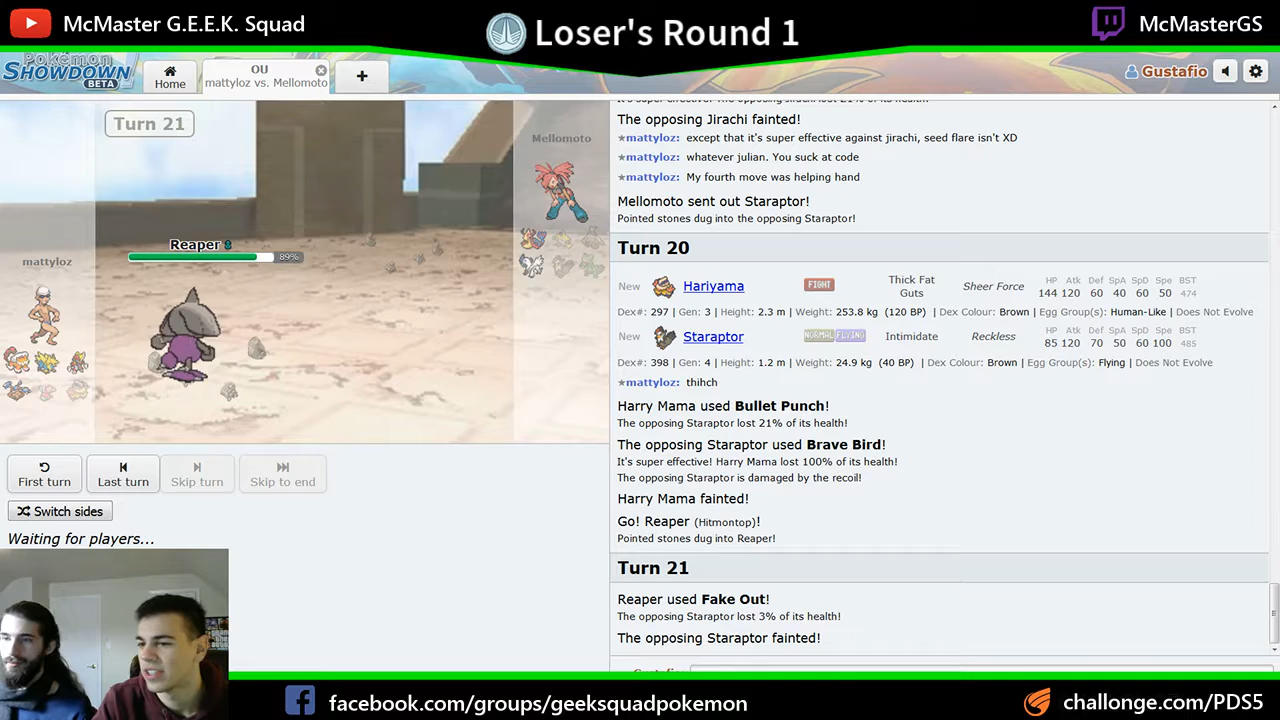 McMaster G.E.E.K. Squad
Loser's Round 1
McMasterGS
Pokémon
SHOWDOWN
BETA
Home
OU
mattyloz vs. Mellomoto
+
Gustafio
Turn 21
Mellomoto
Reaper
89%
mattyloz
First turn
Last turn
Skip turn
Skip to end
Switch sides
Waiting for players...
It's super effective! The opposing Jirachi lost 21% of its health!
The opposing Jirachi fainted!
★mattyloz: except that it's super effective against jirachi, seed flare isn't XD
★mattyloz: whatever julian. You suck at code
★mattyloz: My fourth move was helping hand
Mellomoto sent out Staraptor!
Pointed stones dug into the opposing Staraptor!
Turn 20
New Hariyama FIGHT Thick Fat Guts Sheer Force HP 144 Atk 120 Def 60 SpA 40 SpD 60 Spe 50 BST 474
Dex#: 297 | Gen: 3 | Height: 2.3 m | Weight: 253.8 kg (120 BP) | Dex Colour: Brown | Egg Group(s): Human-Like | Does Not Evolve
New Staraptor NORMAL FLYING Intimidate Reckless HP 85 Atk 120 Def 70 SpA 50 SpD 60 Spe 100 BST 485
Dex#: 398 | Gen: 4 | Height: 1.2 m | Weight: 24.9 kg (40 BP) | Dex Colour: Brown | Egg Group(s): Flying | Does Not Evolve
★mattyloz: thihch
Harry Mama used Bullet Punch!
The opposing Staraptor lost 21% of its health!
The opposing Staraptor used Brave Bird!
It's super effective! Harry Mama lost 100% of its health!
The opposing Staraptor is damaged by the recoil!
Harry Mama fainted!
Go! Reaper (Hitmontop)!
Pointed stones dug into Reaper!
Turn 21
Reaper used Fake Out!
The opposing Staraptor lost 3% of its health!
The opposing Staraptor fainted!
facebook.com/groups/geeksquadpokemon
challonge.com/PDS5